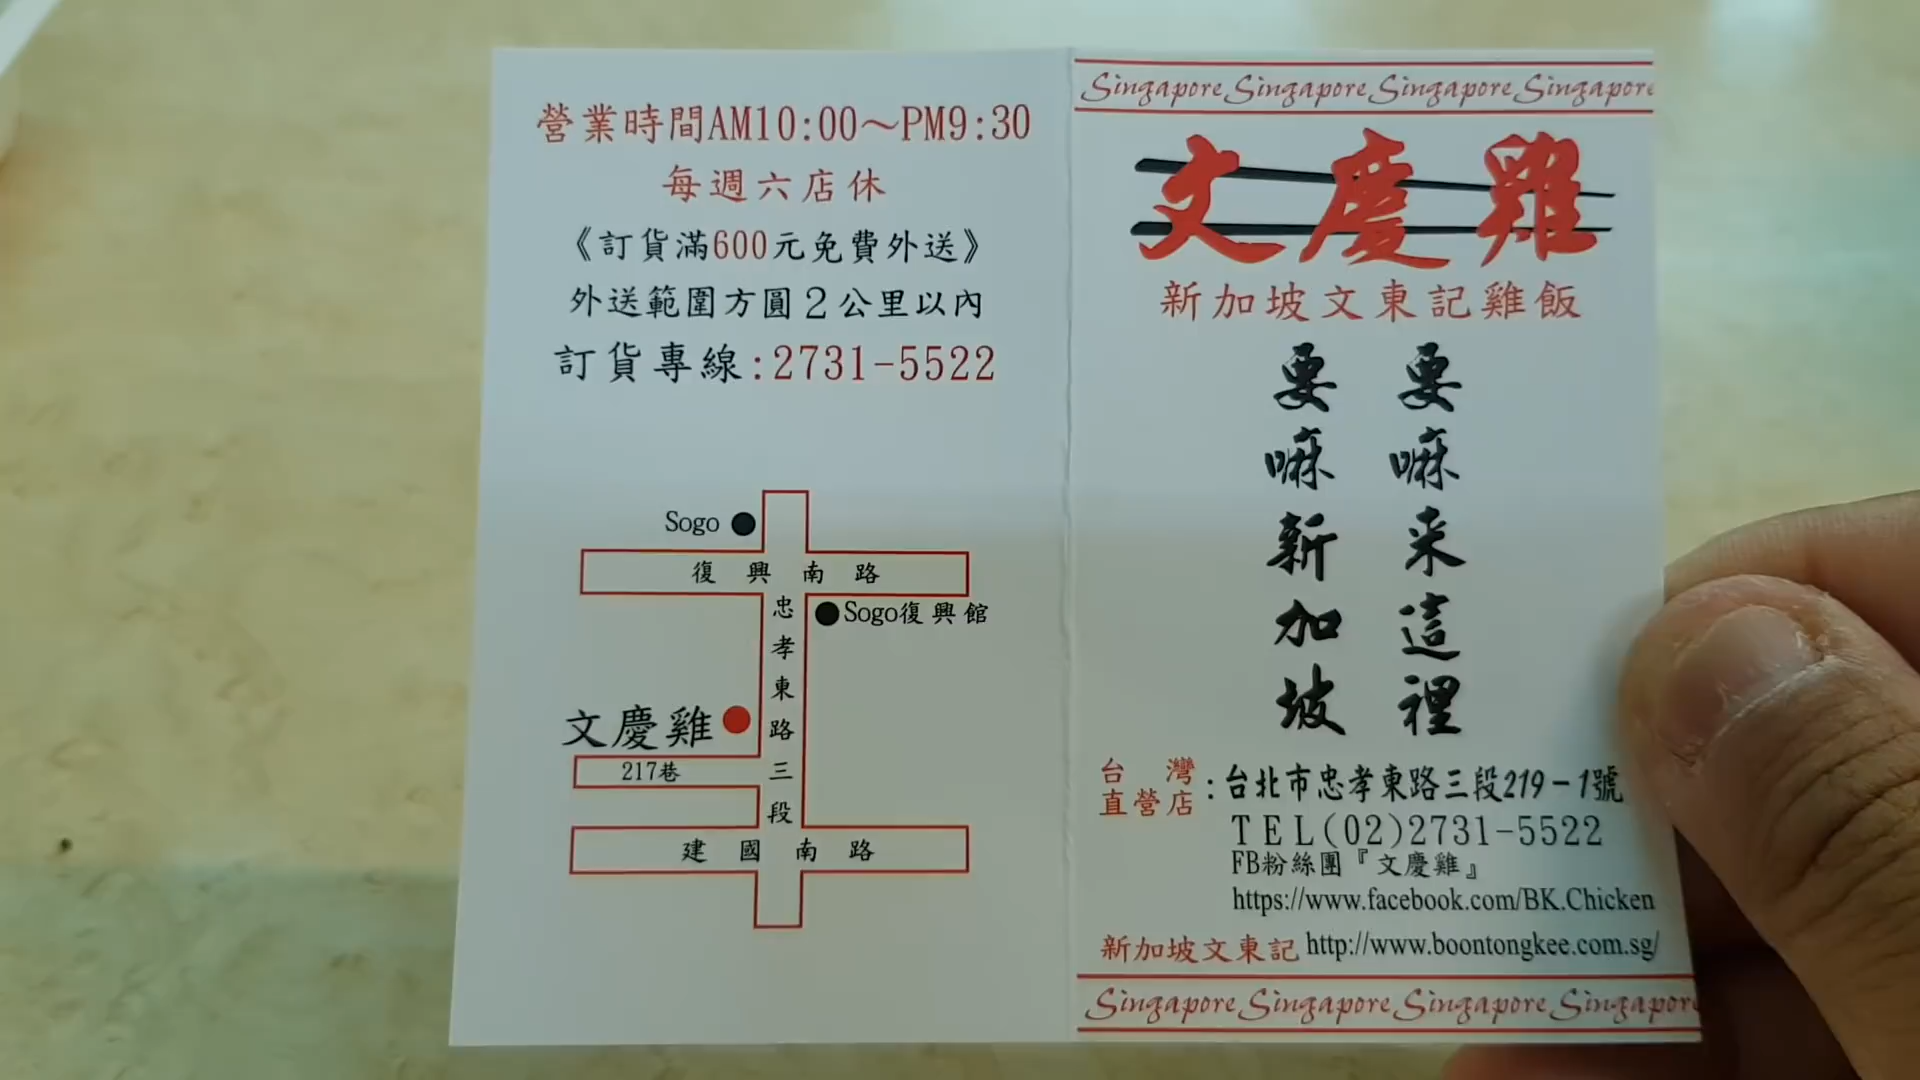 營業時間AM10:00～PM9:30
每週六店休
《訂貨滿600元免費外送》
外送範圍方圓２公里以內
訂貨專線:2731-5522
Sogo
復興南路
Sogo復興館
忠孝東路三段
文慶雞
217巷
建國南路
Singapore Singapore Singapore Singapore
文慶雞
新加坡文東記雞飯
要嘛來這裡
要嘛新加坡
台灣直營店:台北市忠孝東路三段219-1號
TEL(02)2731-5522
FB粉絲團『文慶雞』
https://www.facebook.com/BK.Chicken
新加坡文東記 http://www.boontongkee.com.sg/
Singapore Singapore Singapore Singapore